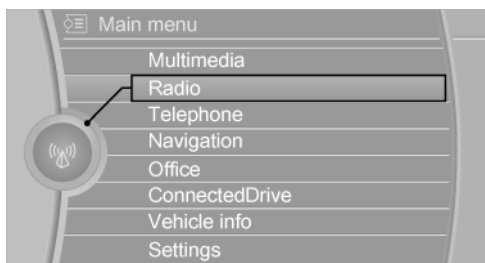 Main menu
Multimedia
Radio
Telephone
Navigation
Office
ConnectedDrive
Vehicle info
Settings